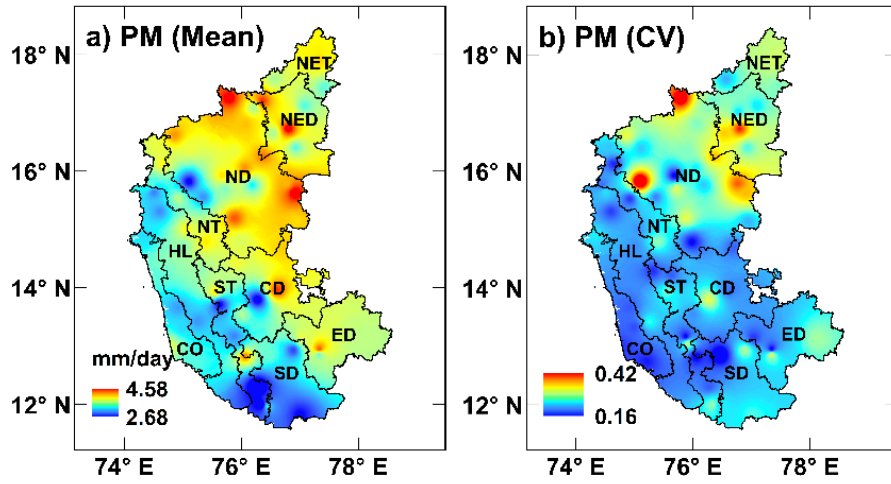 a) PM (Mean)
18° N
16° N
14° N
12° N
NET
NED
ND
NT
HL
ST
CD
ED
CO
SD
mm/day
4.58
2.68
74° E
76° E
78° E
b) PM (CV)
18° N
16° N
14° N
12° N
NET
NED
ND
NT
HL
ST
CD
ED
CO
SD
0.42
0.16
74° E
76° E
78° E